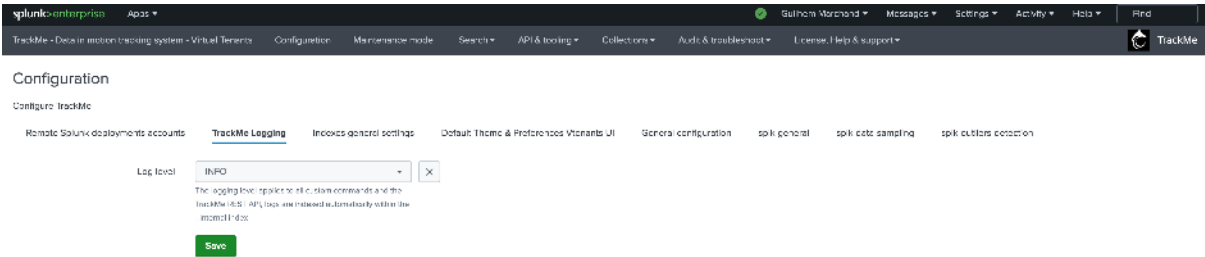 splunk>enterprise Apps ▾ Guilhem Marchand ▾ Messages ▾ Settings ▾ Activity ▾ Help ▾ Find
TrackMe - Data in motion tracking system - Virtual Tenants Configuration Maintenance mode Search ▾ API & tooling ▾ Collections ▾ Audit & troubleshoot ▾ License, Help & support ▾ TrackMe
Configuration
Configure TrackMe
Remote Splunk deployments accounts TrackMe Logging Indexes general settings Default Theme & Preferences Vtenants UI General configuration splk general splk data sampling splk outliers detection
Log level INFO
The logging level applies to all custom commands and the
TrackMe REST API, logs are indexed automatically within the
_internal index
Save